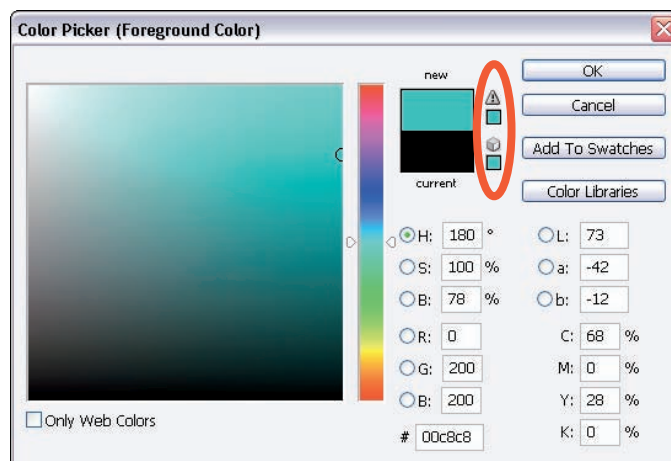 Color Picker (Foreground Color)
new
current
OK
Cancel
Add To Swatches
Color Libraries
H: 180 °
S: 100 %
B: 78 %
R: 0
G: 200
B: 200
# 00c8c8
L: 73
a: -42
b: -12
C: 68 %
M: 0 %
Y: 28 %
K: 0 %
Only Web Colors